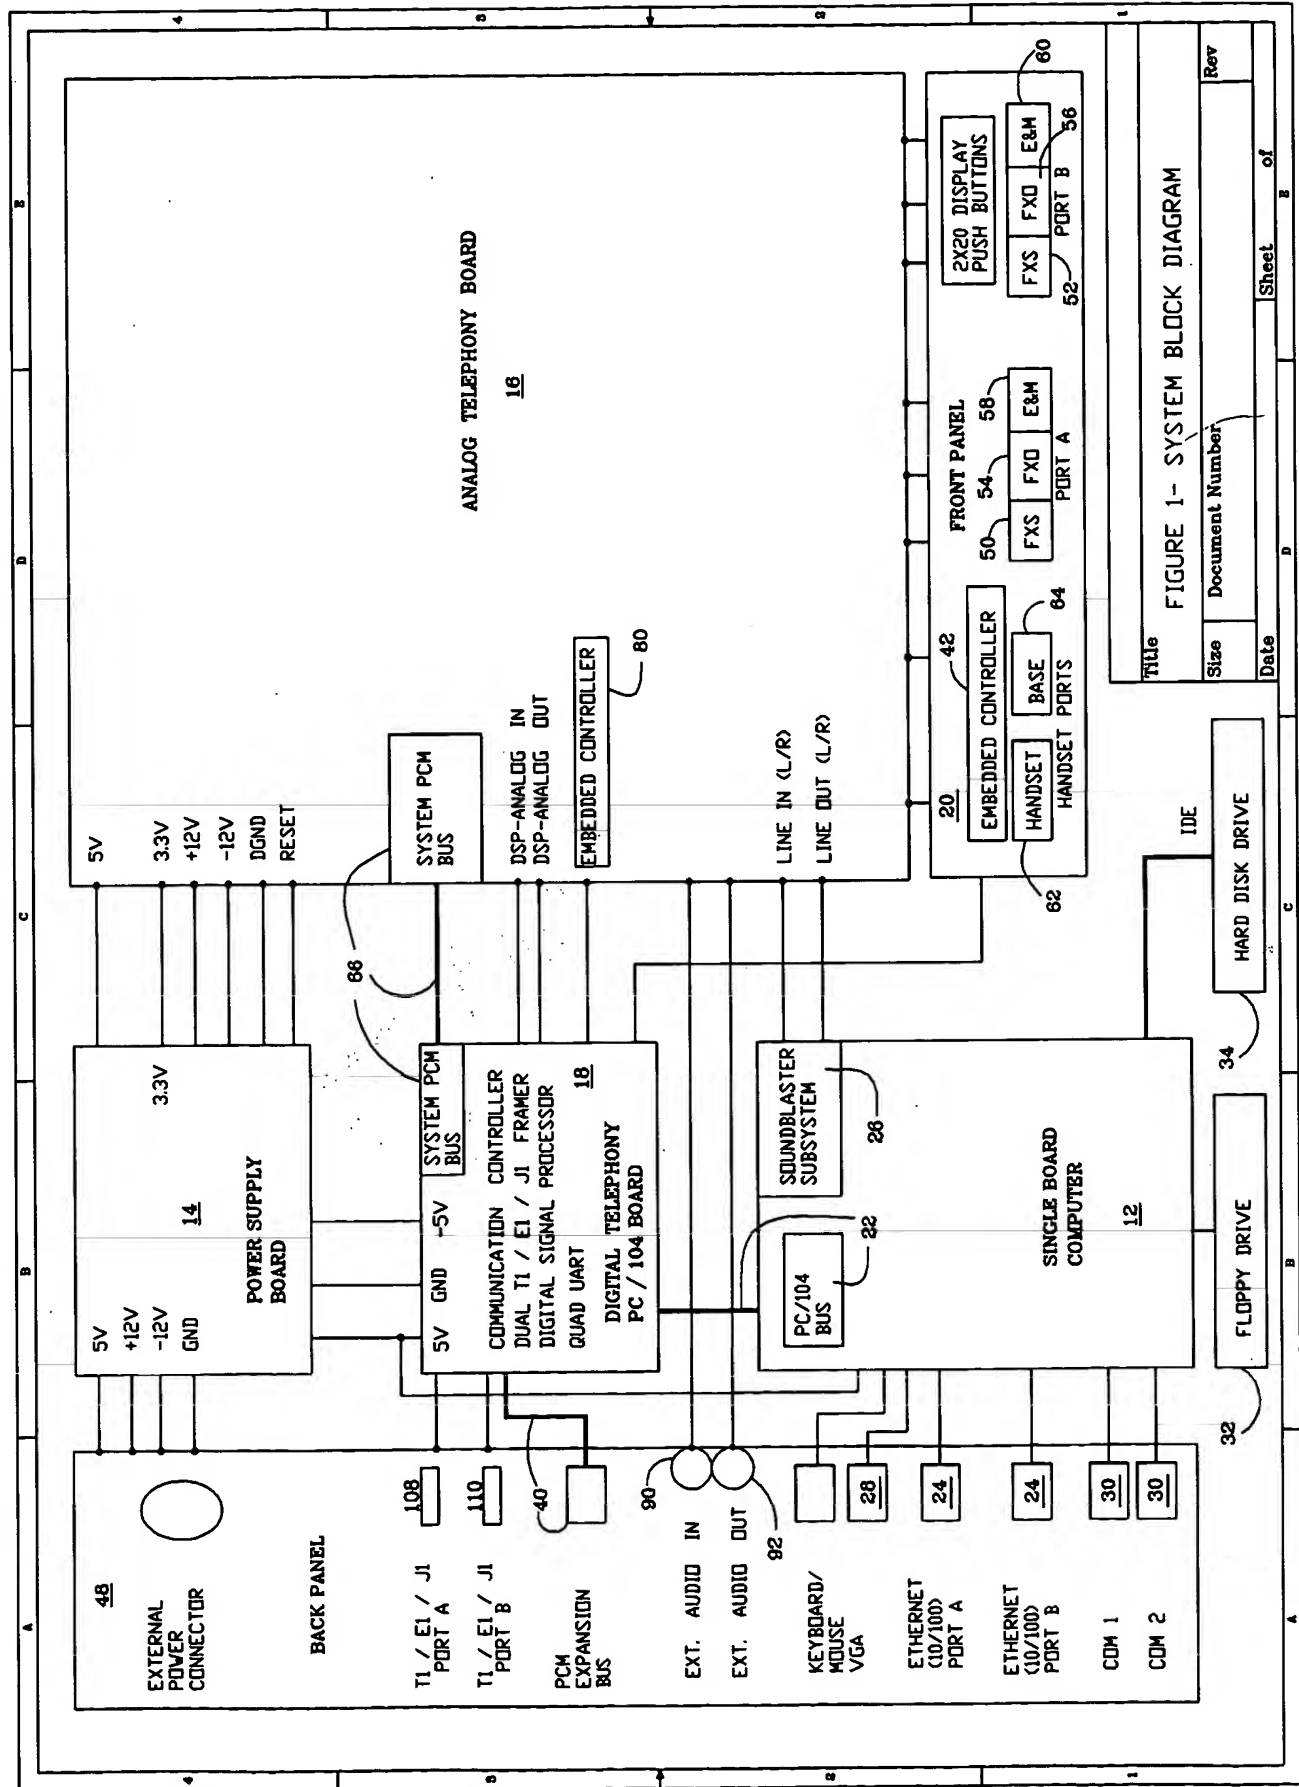 A
B
C
D
E
4
3
2
1
48
EXTERNAL
POWER
CONNECTOR
BACK PANEL
T1 / E1 / J1
PORT A
108
T1 / E1 / J1
PORT B
110
PCM
EXPANSION
BUS
40
EXT. AUDIO IN
90
EXT. AUDIO OUT
92
KEYBOARD/
MOUSE
VGA
28
ETHERNET
(10/100)
PORT A
24
ETHERNET
(10/100)
PORT B
24
COM 1
30
COM 2
30
5V
+12V
-12V
GND
14
3.3V
POWER SUPPLY
BOARD
5V
3.3V
+12V
-12V
DGND
RESET
5V
GND
-5V
SYSTEM PCM
BUS
66
COMMUNICATION CONTROLLER
DUAL T1 / E1 / J1 FRAMER
DIGITAL SIGNAL PROCESSOR
QUAD UART
18
DIGITAL TELEPHONY
PC / 104 BOARD
22
PC/104
BUS
SOUNDBLASTER
SUBSYSTEM
26
SINGLE BOARD
COMPUTER
12
FLOPPY DRIVE
32
HARD DISK DRIVE
34
IDE
SYSTEM PCM
BUS
DSP-ANALOG IN
DSP-ANALOG OUT
EMBEDDED CONTROLLER
80
LINE IN (L/R)
LINE OUT (L/R)
ANALOG TELEPHONY BOARD
16
20
EMBEDDED CONTROLLER
42
HANDSET
BASE
HANDSET PORTS
62
64
FRONT PANEL
50
54
58
FXS
FXO
E&M
PORT A
2X20 DISPLAY
PUSH BUTTONS
FXS
FXO
E&M
PORT B
52
56
60
Title
FIGURE 1- SYSTEM BLOCK DIAGRAM
Size
Document Number
Rev
Date
Sheet of
A
B
C
D
E
4
3
2
1